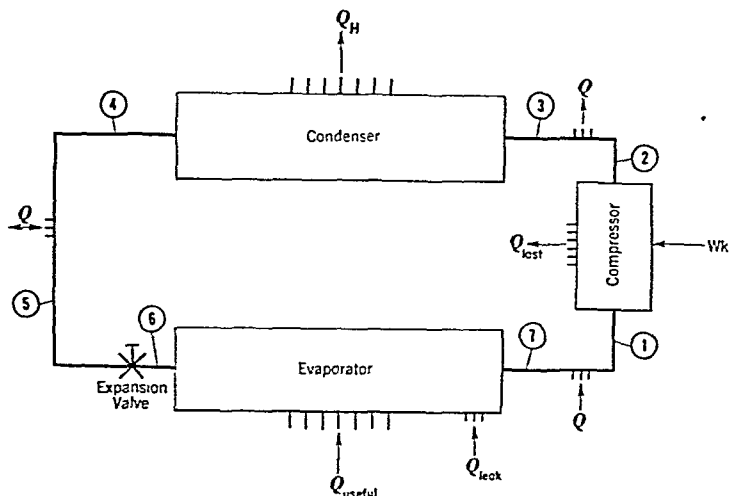 Q_H
4
3
Q
Condenser
2
Q
Q_lost
Compressor
Wk
5
6
Evaporator
7
1
Expansion
Valve
Q
Q_leak
Q_useful